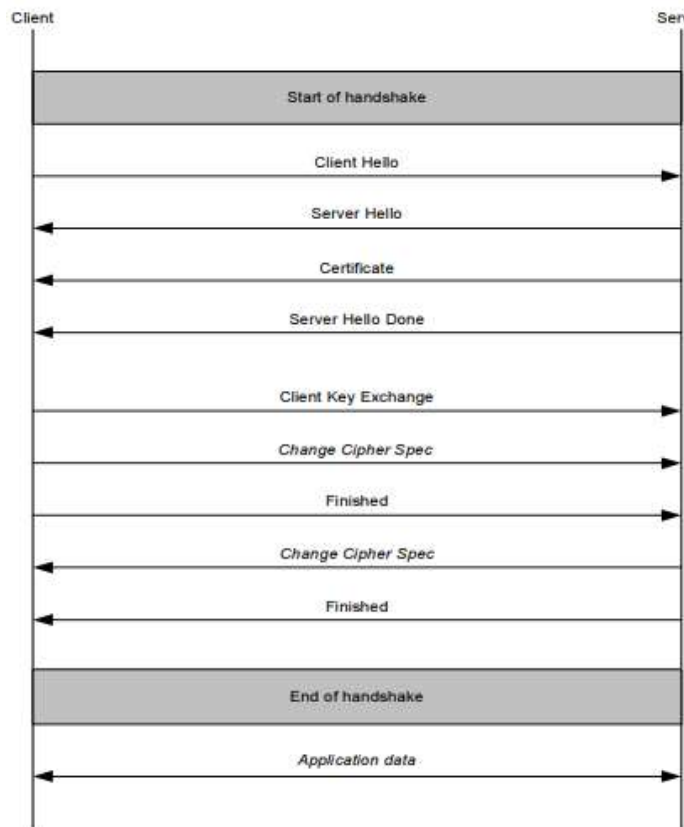 Client Serv
Start of handshake
Client Hello
Server Hello
Certificate
Server Hello Done
Client Key Exchange
Change Cipher Spec
Finished
Change Cipher Spec
Finished
End of handshake
Application data